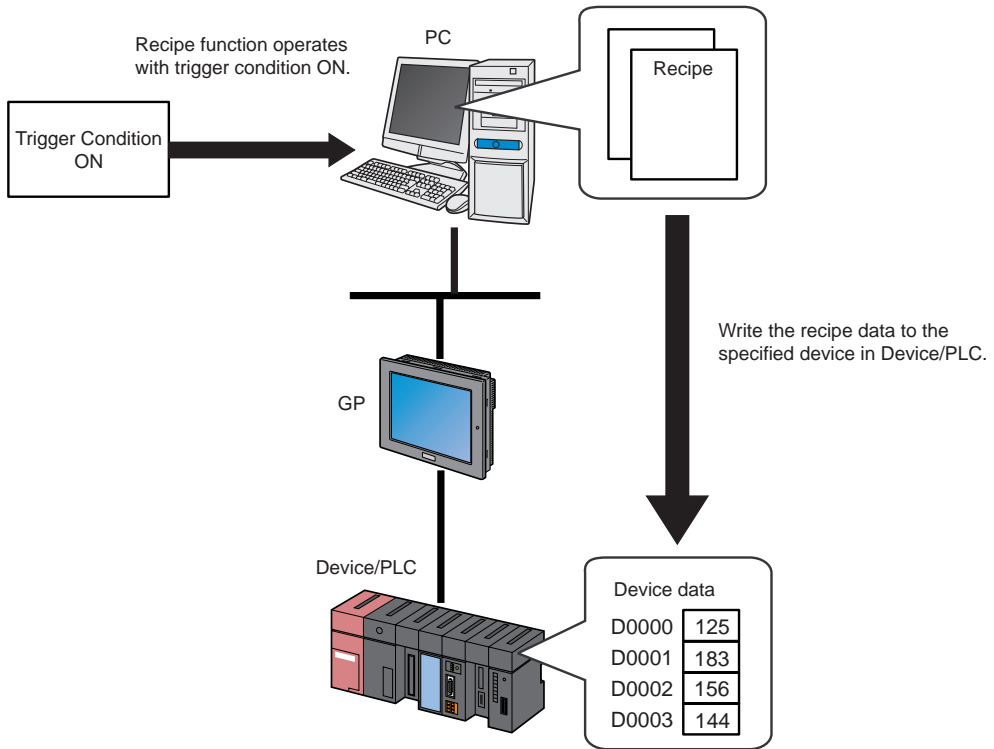 Recipe function operates
with trigger condition ON.
PC
Recipe
Trigger Condition
ON
Write the recipe data to the
specified device in Device/PLC.
GP
Device/PLC
Device data
D0000 125
D0001 183
D0002 156
D0003 144